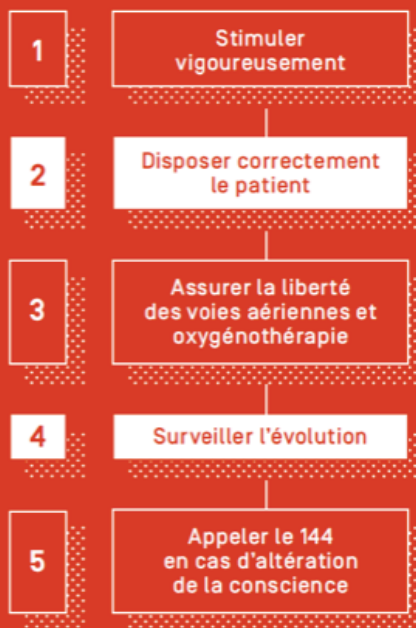 1
Stimuler
vigoureusement
2
Disposer correctement
le patient
3
Assurer la liberté
des voies aériennes et
oxygénothérapie
4
Surveiller l'évolution
5
Appeler le 144
en cas d'altération
de la conscience